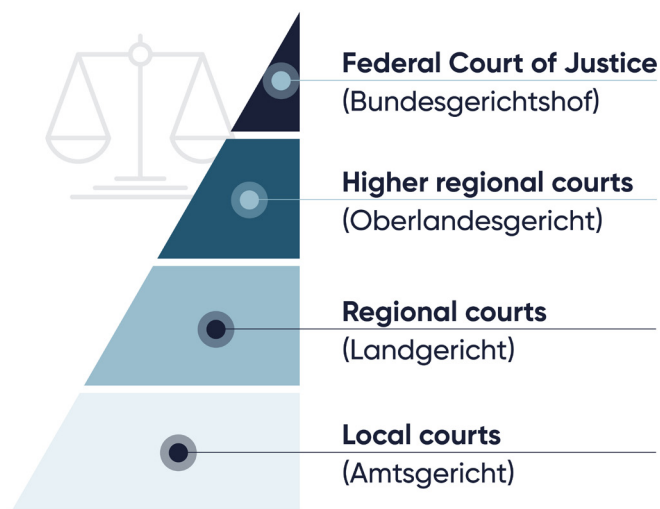 Federal Court of Justice
(Bundesgerichtshof)
Higher regional courts
(Oberlandesgericht)
Regional courts
(Landgericht)
Local courts
(Amtsgericht)